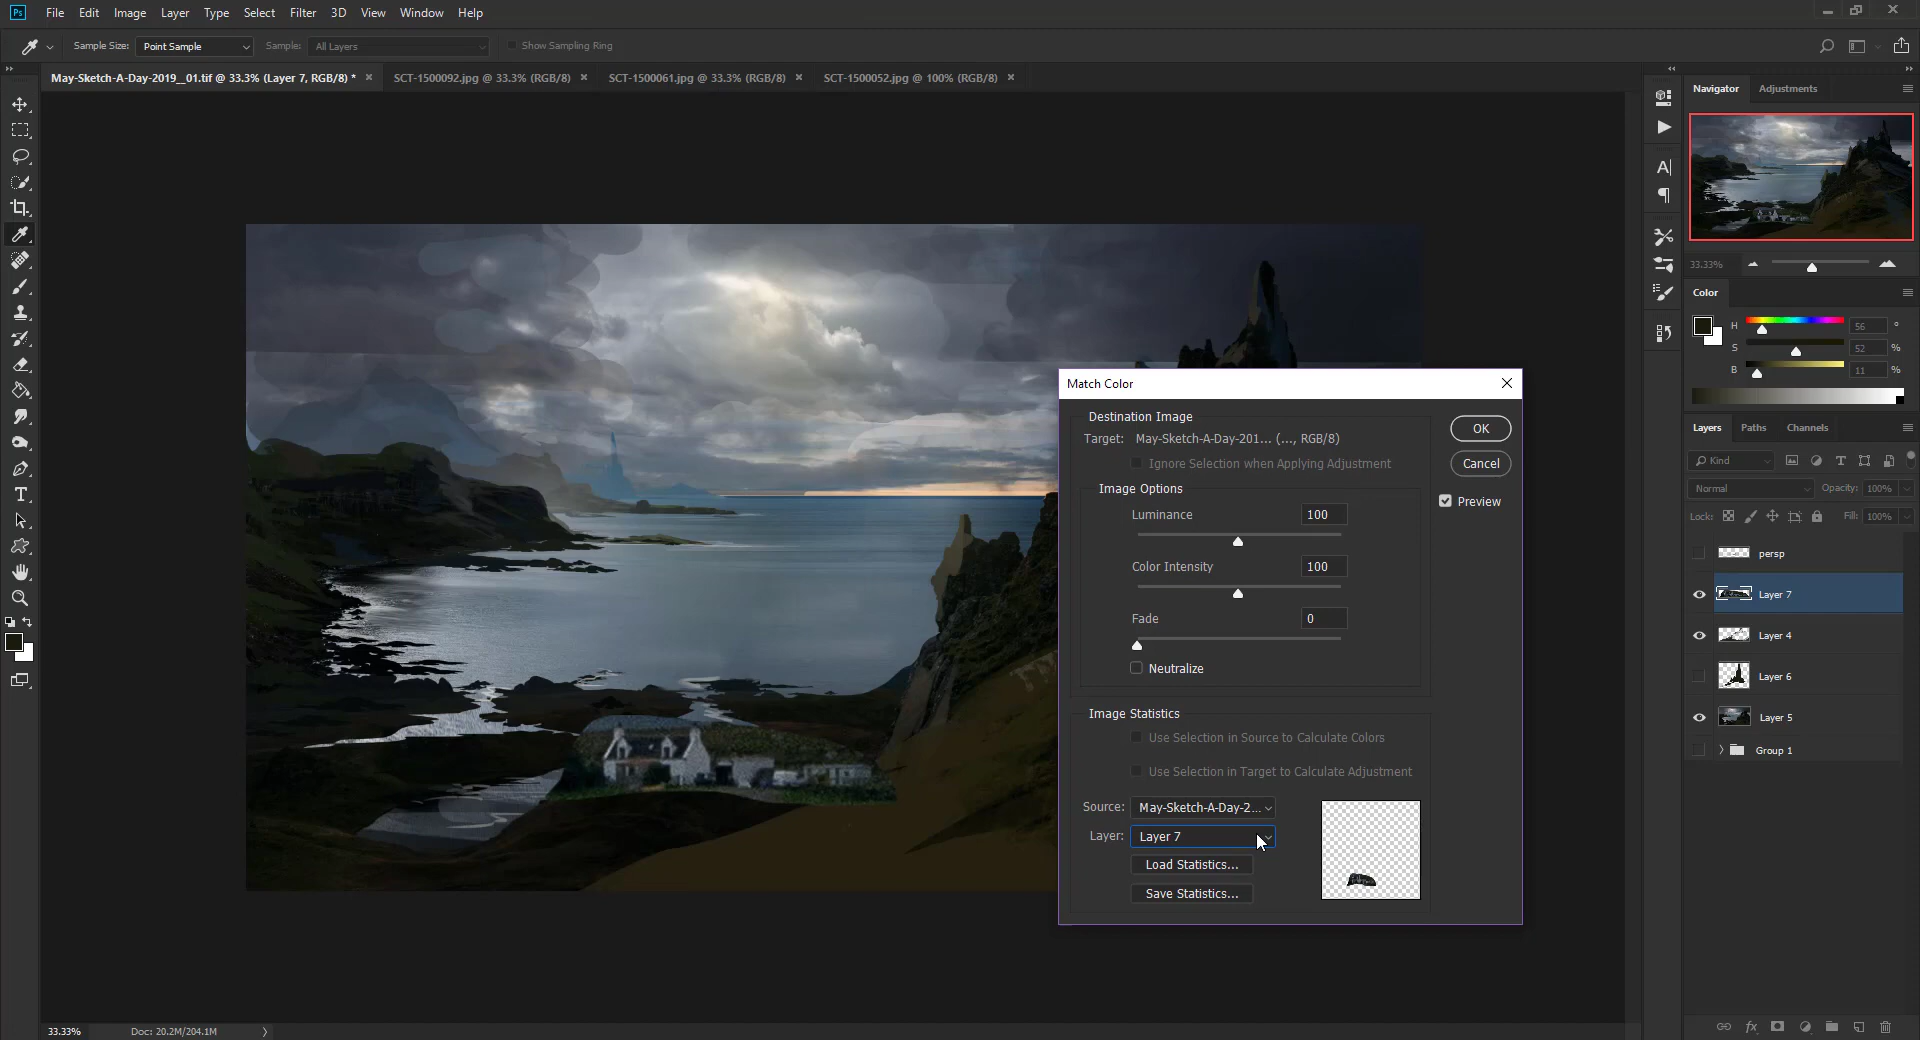 Ps File Edit Image Layer Type Select Filter 3D View Window Help
Sample Size: Point Sample Sample: All Layers Show Sampling Ring
May-Sketch-A-Day-2019__01.tif @ 33.3% (Layer 7, RGB/8) * × SCT-1500092.jpg @ 33.3% (RGB/8) × SCT-1500061.jpg @ 33.3% (RGB/8) × SCT-1500052.jpg @ 100% (RGB/8) ×
Navigator Adjustments
33.33%
Color
H 56 °
S 52 %
B 11 %
Match Color
Destination Image
Target: May-Sketch-A-Day-201... (..., RGB/8)
Ignore Selection when Applying Adjustment
OK
Cancel
Preview
Image Options
Luminance 100
Color Intensity 100
Fade 0
Neutralize
Image Statistics
Use Selection in Source to Calculate Colors
Use Selection in Target to Calculate Adjustment
Source: May-Sketch-A-Day-2...
Layer: Layer 7
Load Statistics...
Save Statistics...
Layers Paths Channels
Kind
Normal Opacity: 100%
Lock: Fill: 100%
persp
Layer 7
Layer 4
Layer 6
Layer 5
Group 1
33.33% Doc: 20.2M/204.1M